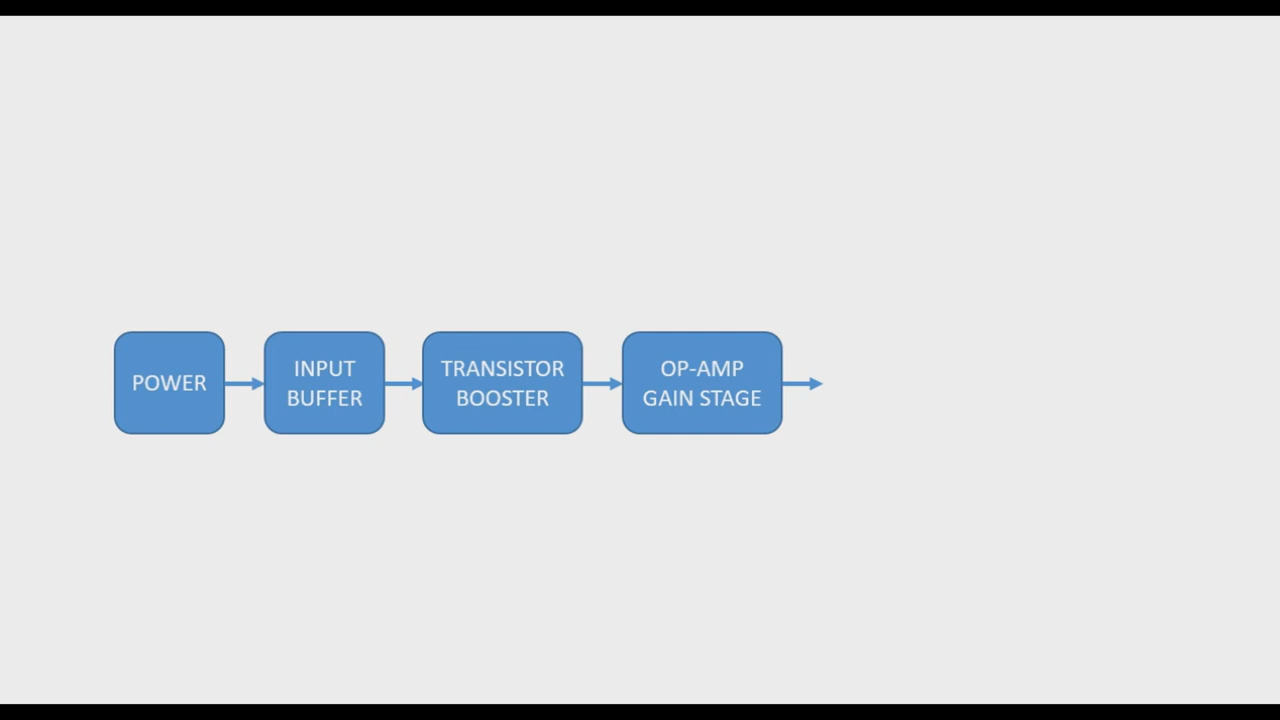 POWER
INPUT
BUFFER
TRANSISTOR
BOOSTER
OP-AMP
GAIN STAGE